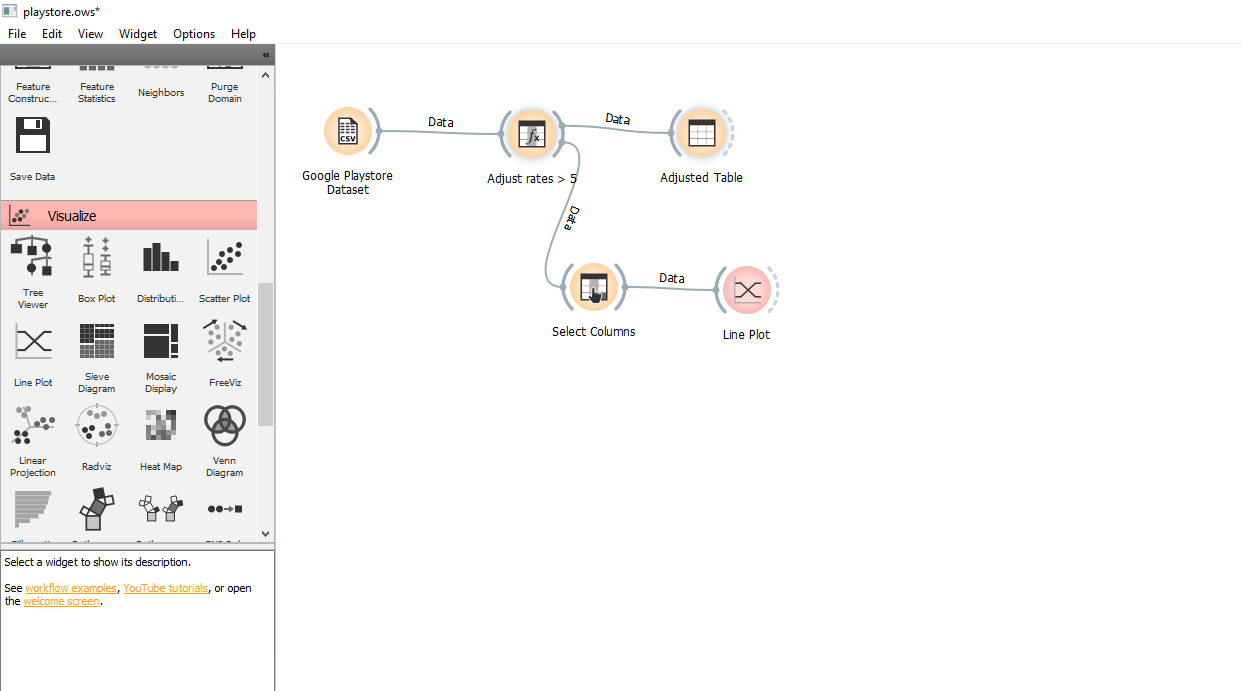 playstore.ows*
File Edit View Widget Options Help
«
Feature
Construc...
Feature
Statistics
Neighbors
Purge
Domain
Save Data
Visualize
Tree
Viewer
Box Plot
Distributi...
Scatter Plot
Line Plot
Sieve
Diagram
Mosaic
Display
FreeViz
Linear
Projection
Radviz
Heat Map
Venn
Diagram
Select a widget to show its description.
See workflow examples, YouTube tutorials, or open
the welcome screen.
CSV
Google Playstore
Dataset
Data
fx
Adjust rates > 5
Data
Adjusted Table
Data
Select Columns
Data
Line Plot